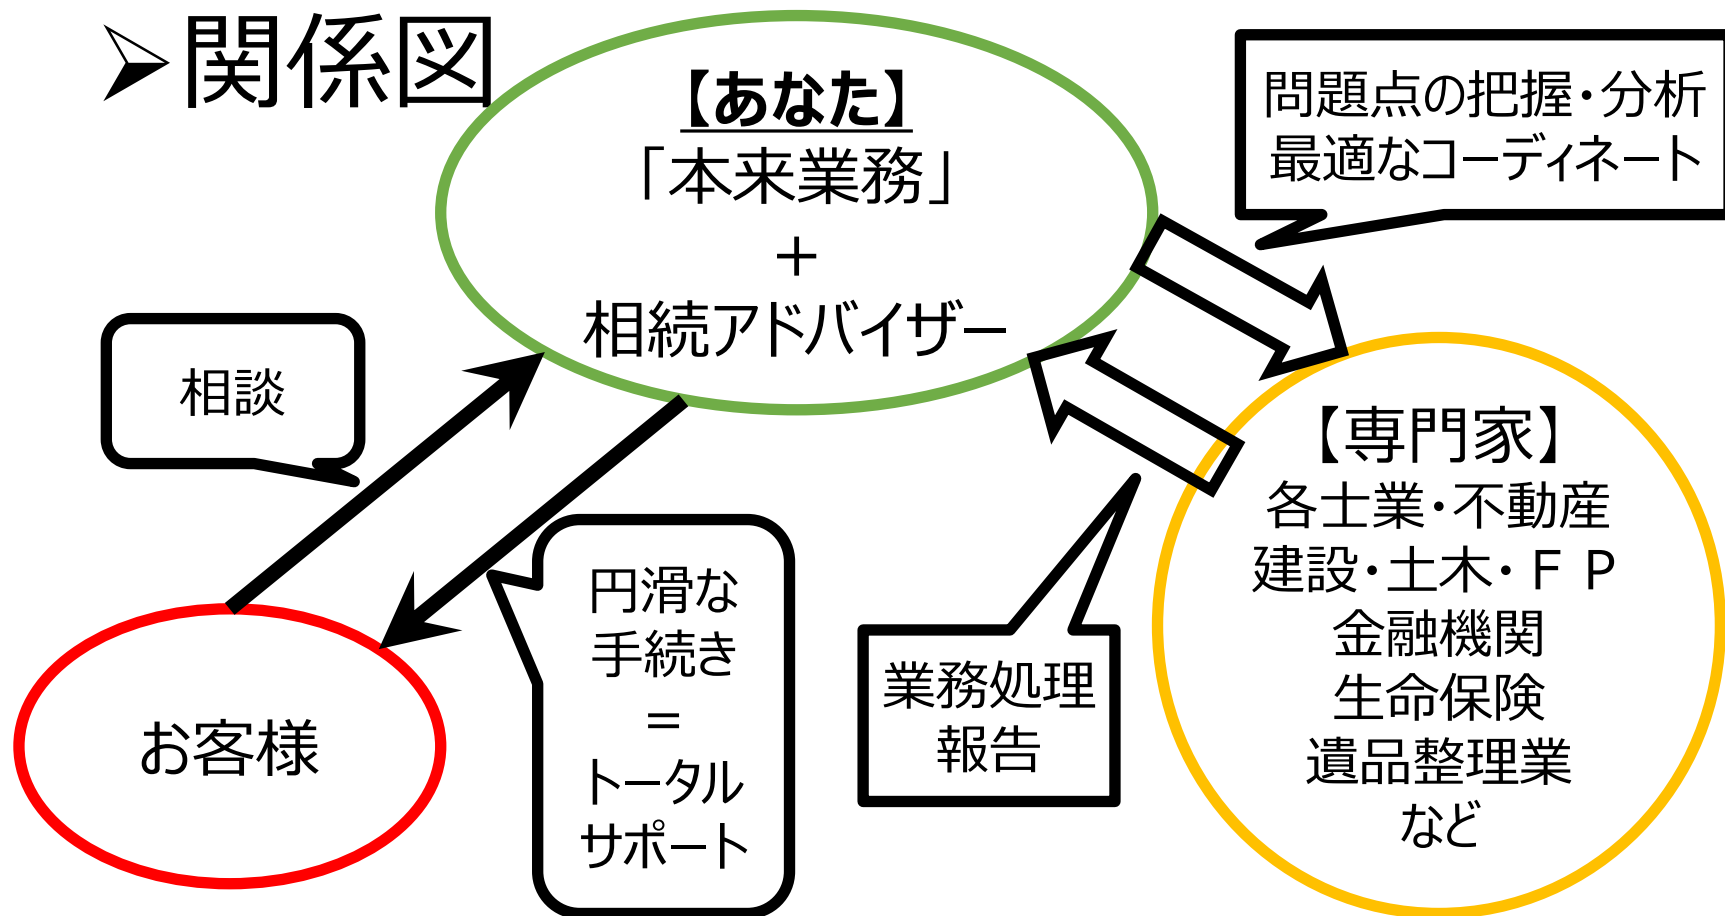 ➢関係図
【あなた】
「本来業務」
+
相続アドバイザー
問題点の把握・分析
最適なコーディネート
相談
円滑な
手続き
=
トータル
サポート
業務処理
報告
お客様
【専門家】
各士業・不動産
建設・土木・ＦＰ
金融機関
生命保険
遺品整理業
など